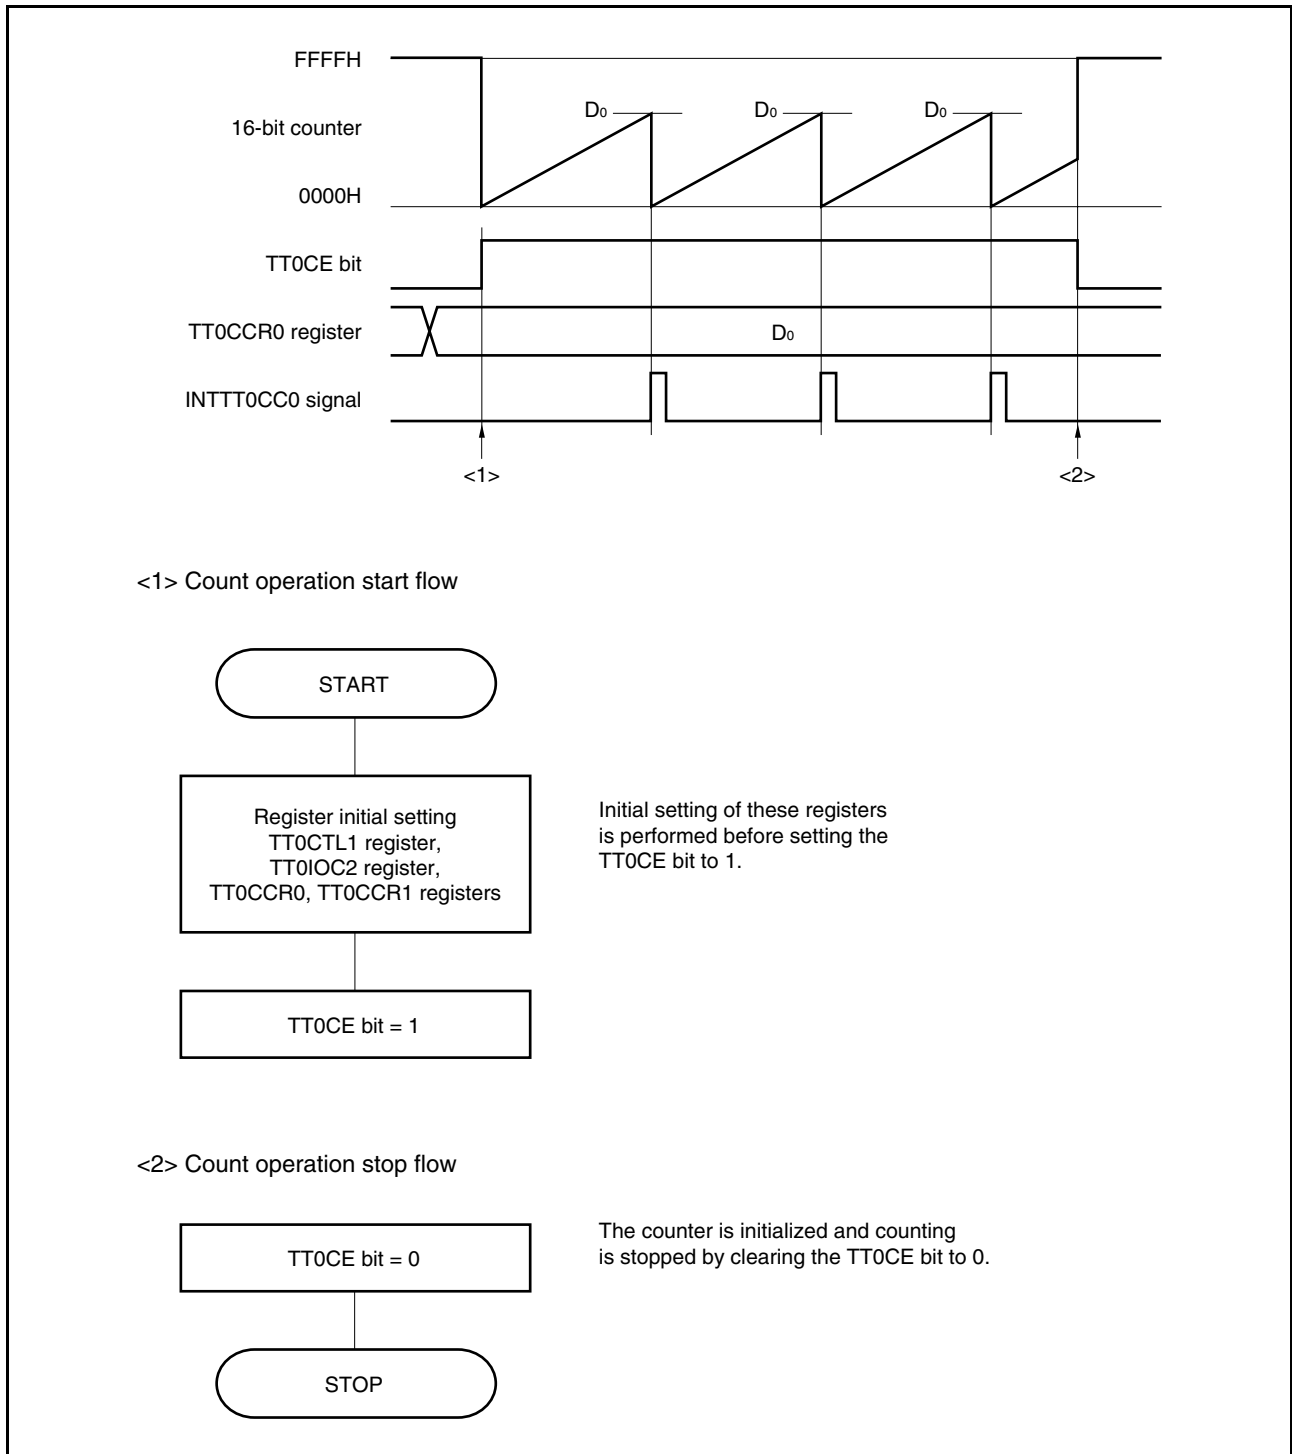 FFFFH
D0 D0 D0
16-bit counter
0000H
TT0CE bit
TT0CCR0 register D0
INTTT0CC0 signal
<1> <2>
<1> Count operation start flow
START
Register initial setting
TT0CTL1 register,
TT0IOC2 register,
TT0CCR0, TT0CCR1 registers
Initial setting of these registers
is performed before setting the
TT0CE bit to 1.
TT0CE bit = 1
<2> Count operation stop flow
TT0CE bit = 0
The counter is initialized and counting
is stopped by clearing the TT0CE bit to 0.
STOP